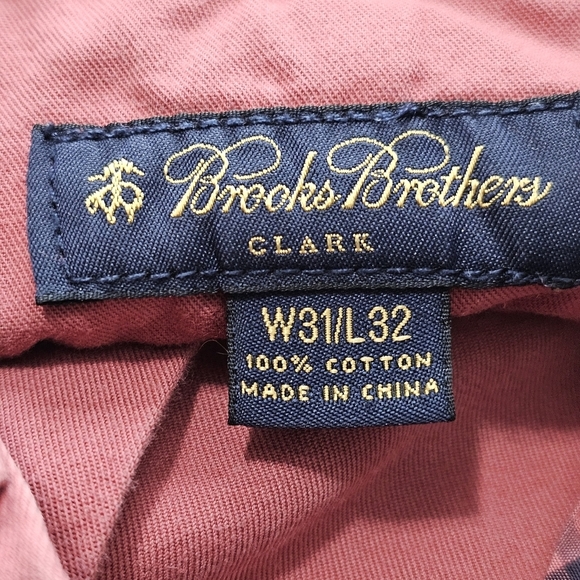 Brooks Brothers
CLARK
W31/L32
100% COTTON
MADE IN CHINA